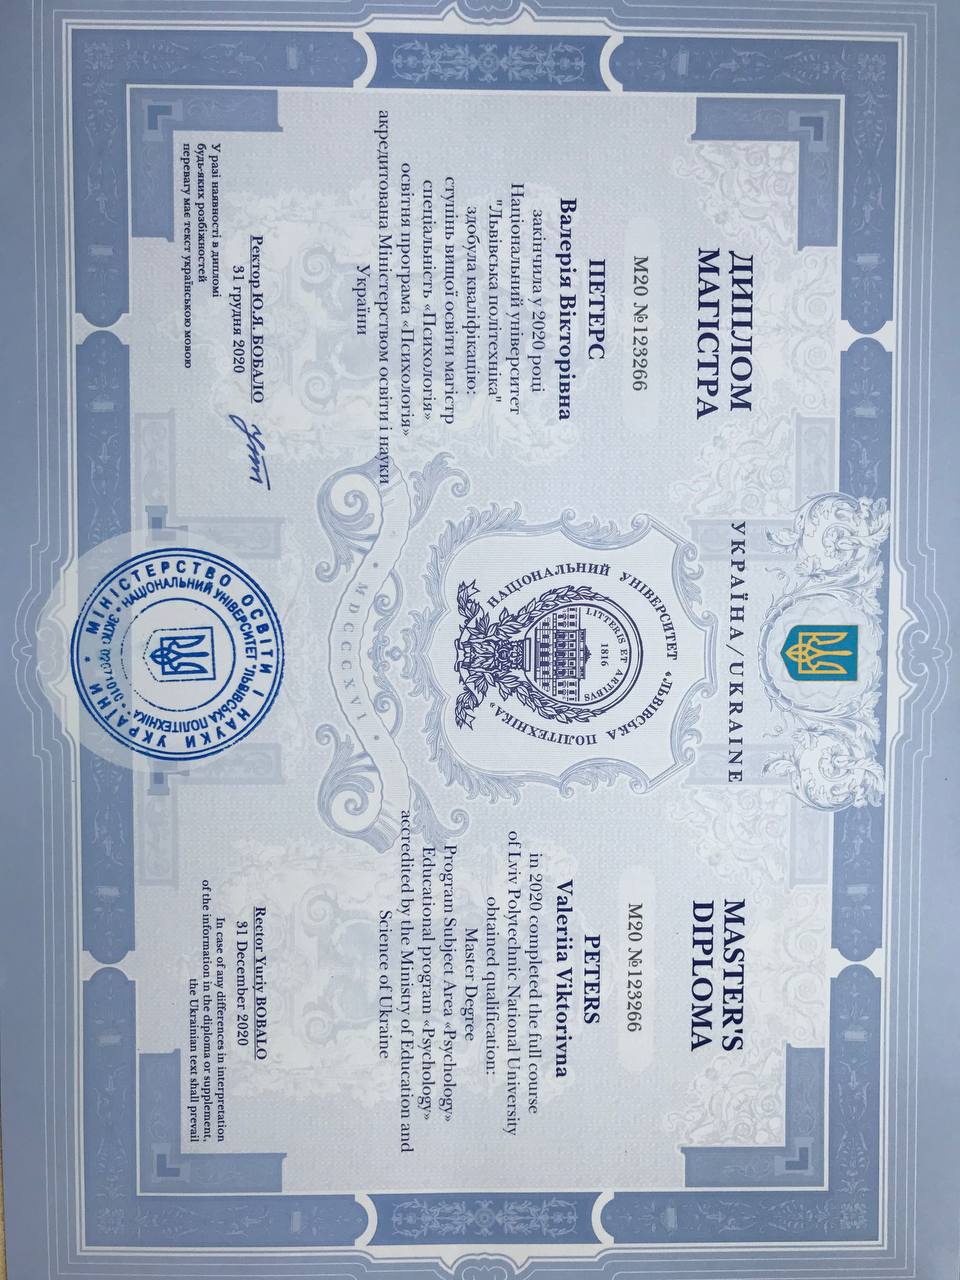 УКРАЇНА/UKRAINE
ДИПЛОМ
МАГІСТРА
М20 №123266
ПЕТЕРС
Валерія Вікторівна
закінчила у 2020 році
Національний університет
"Львівська політехніка"
здобула кваліфікацію:
ступінь вищої освіти магістр
спеціальність «Психологія»
освітня програма «Психологія»
акредитована Міністерством освіти і науки
України
Ректор Ю.Я. БОБАЛО
31 грудня 2020
У разі наявності в дипломі
будь-яких розбіжностей
перевагу має текст українською мовою
НАЦІОНАЛЬНИЙ УНІВЕРСИТЕТ «ЛЬВІВСЬКА ПОЛІТЕХНІКА»
LITTERIS ET ARTIBVS
1816
MDCCCXVI
MASTER'S
DIPLOMA
М20 №123266
PETERS
Valeriia Viktorivna
in 2020 completed the full course
of Lviv Polytechnic National University
obtained qualification:
Master Degree
Program Subject Area «Psychology»
Educational program «Psychology»
accredited by the Ministry of Education and
Science of Ukraine
Rector Yuriy BOBALO
31 December 2020
In case of any differences in interpretation
of the information in the diploma or supplement,
the Ukrainian text shall prevail
МІНІСТЕРСТВО ОСВІТИ І НАУКИ УКРАЇНИ
НАЦІОНАЛЬНИЙ УНІВЕРСИТЕТ "ЛЬВІВСЬКА ПОЛІТЕХНІКА"
02071010